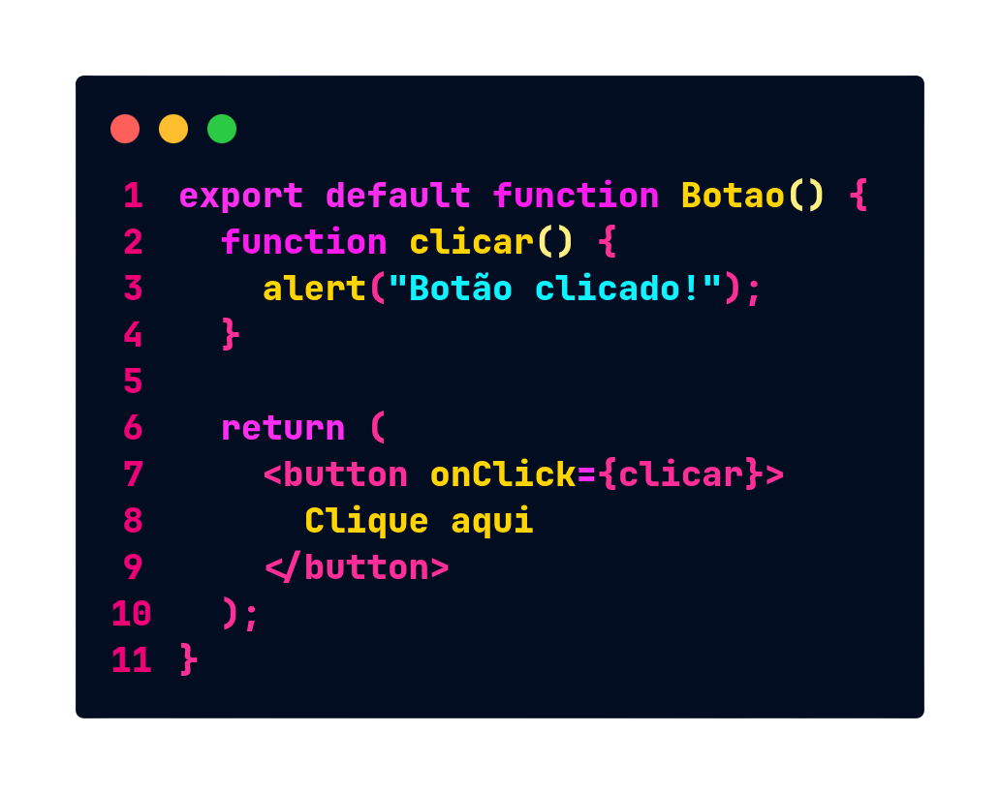 1 export default function Botao() {
2   function clicar() {
3     alert("Botão clicado!");
4   }
5
6   return (
7     <button onClick={clicar}>
8       Clique aqui
9     </button>
10   );
11 }